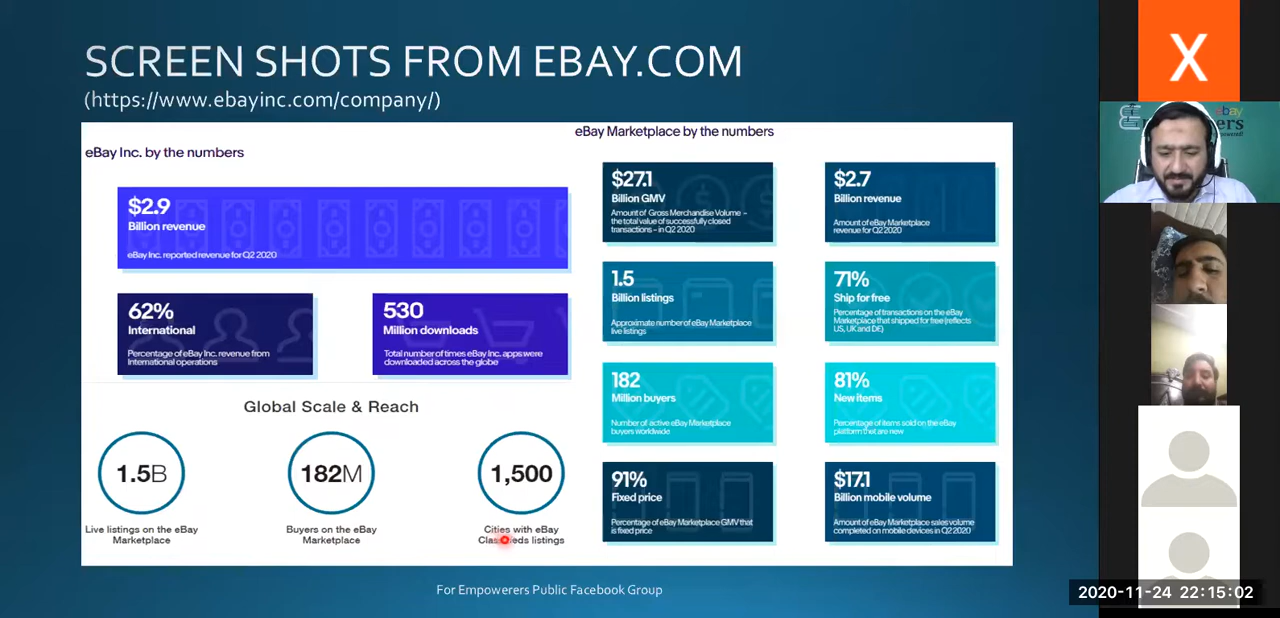 SCREEN SHOTS FROM EBAY.COM
(https://www.ebayinc.com/company/)
eBay Inc. by the numbers
$2.9
Billion revenue
eBay Inc. reported revenue for Q2 2020
62%
International
Percentage of eBay Inc. revenue from
International operations
530
Million downloads
Total number of times eBay Inc. apps were
downloaded across the globe
Global Scale & Reach
1.5B
Live listings on the eBay
Marketplace
182M
Buyers on the eBay
Marketplace
1,500
Cities with eBay
Classifieds listings
eBay Marketplace by the numbers
$27.1
Billion GMV
Amount of Gross Merchandise Volume –
the total value of successfully closed
transactions – in Q2 2020
$2.7
Billion revenue
Amount of eBay Marketplace
revenue for Q2 2020
1.5
Billion listings
Approximate number of eBay Marketplace
live listings
71%
Ship for free
Percentage of transactions on the eBay
Marketplace that shipped for free (reflects
US, UK and DE)
182
Million buyers
Number of active eBay Marketplace
buyers worldwide
81%
New items
Percentage of items sold on the eBay
platform that are new
91%
Fixed price
Percentage of eBay Marketplace GMV that
is fixed price
$17.1
Billion mobile volume
Amount of eBay Marketplace sales volume
completed on mobile devices in Q2 2020
For Empowerers Public Facebook Group
X
ebay
2020-11-24 22:15:02